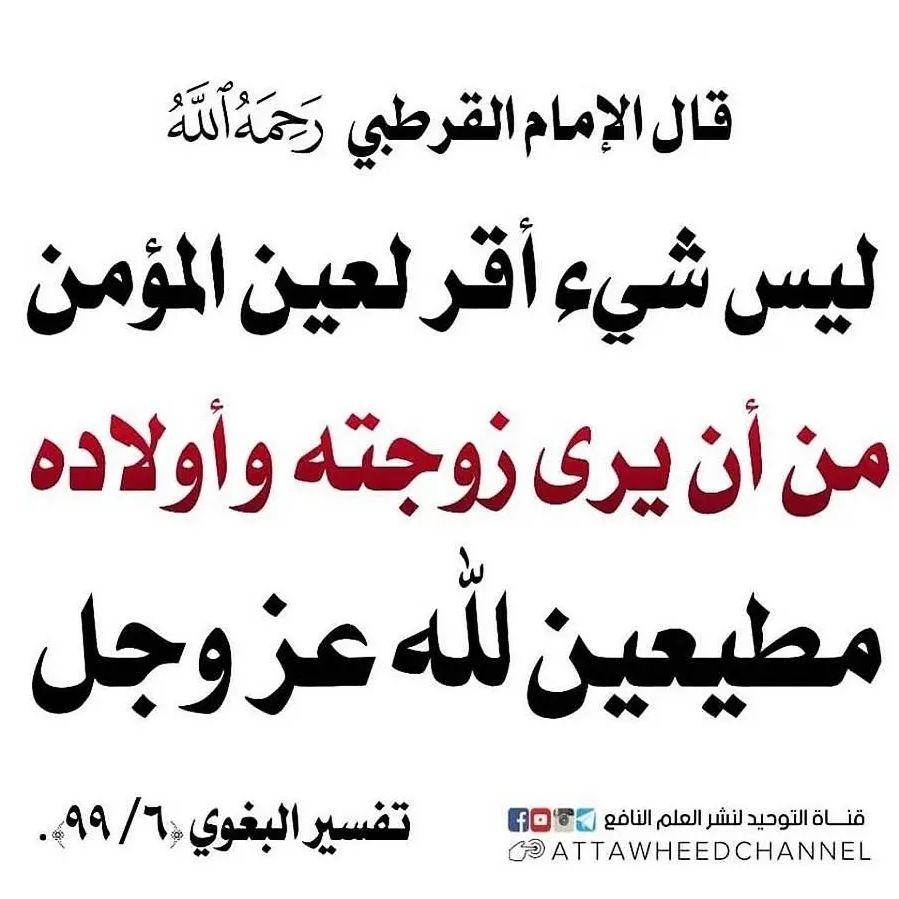 قال الإمام القرطبي رَحِمَهُ ٱللَّهُ
ليس شيء أقر لعين المؤمن
من أن يرى زوجته وأولاده
مطيعين لله عز وجل
تفسير البغوي ﴿٦/ ٩٩﴾.
قناة التوحيد لنشر العلم النافع
@ATTAWHEEDCHANNEL